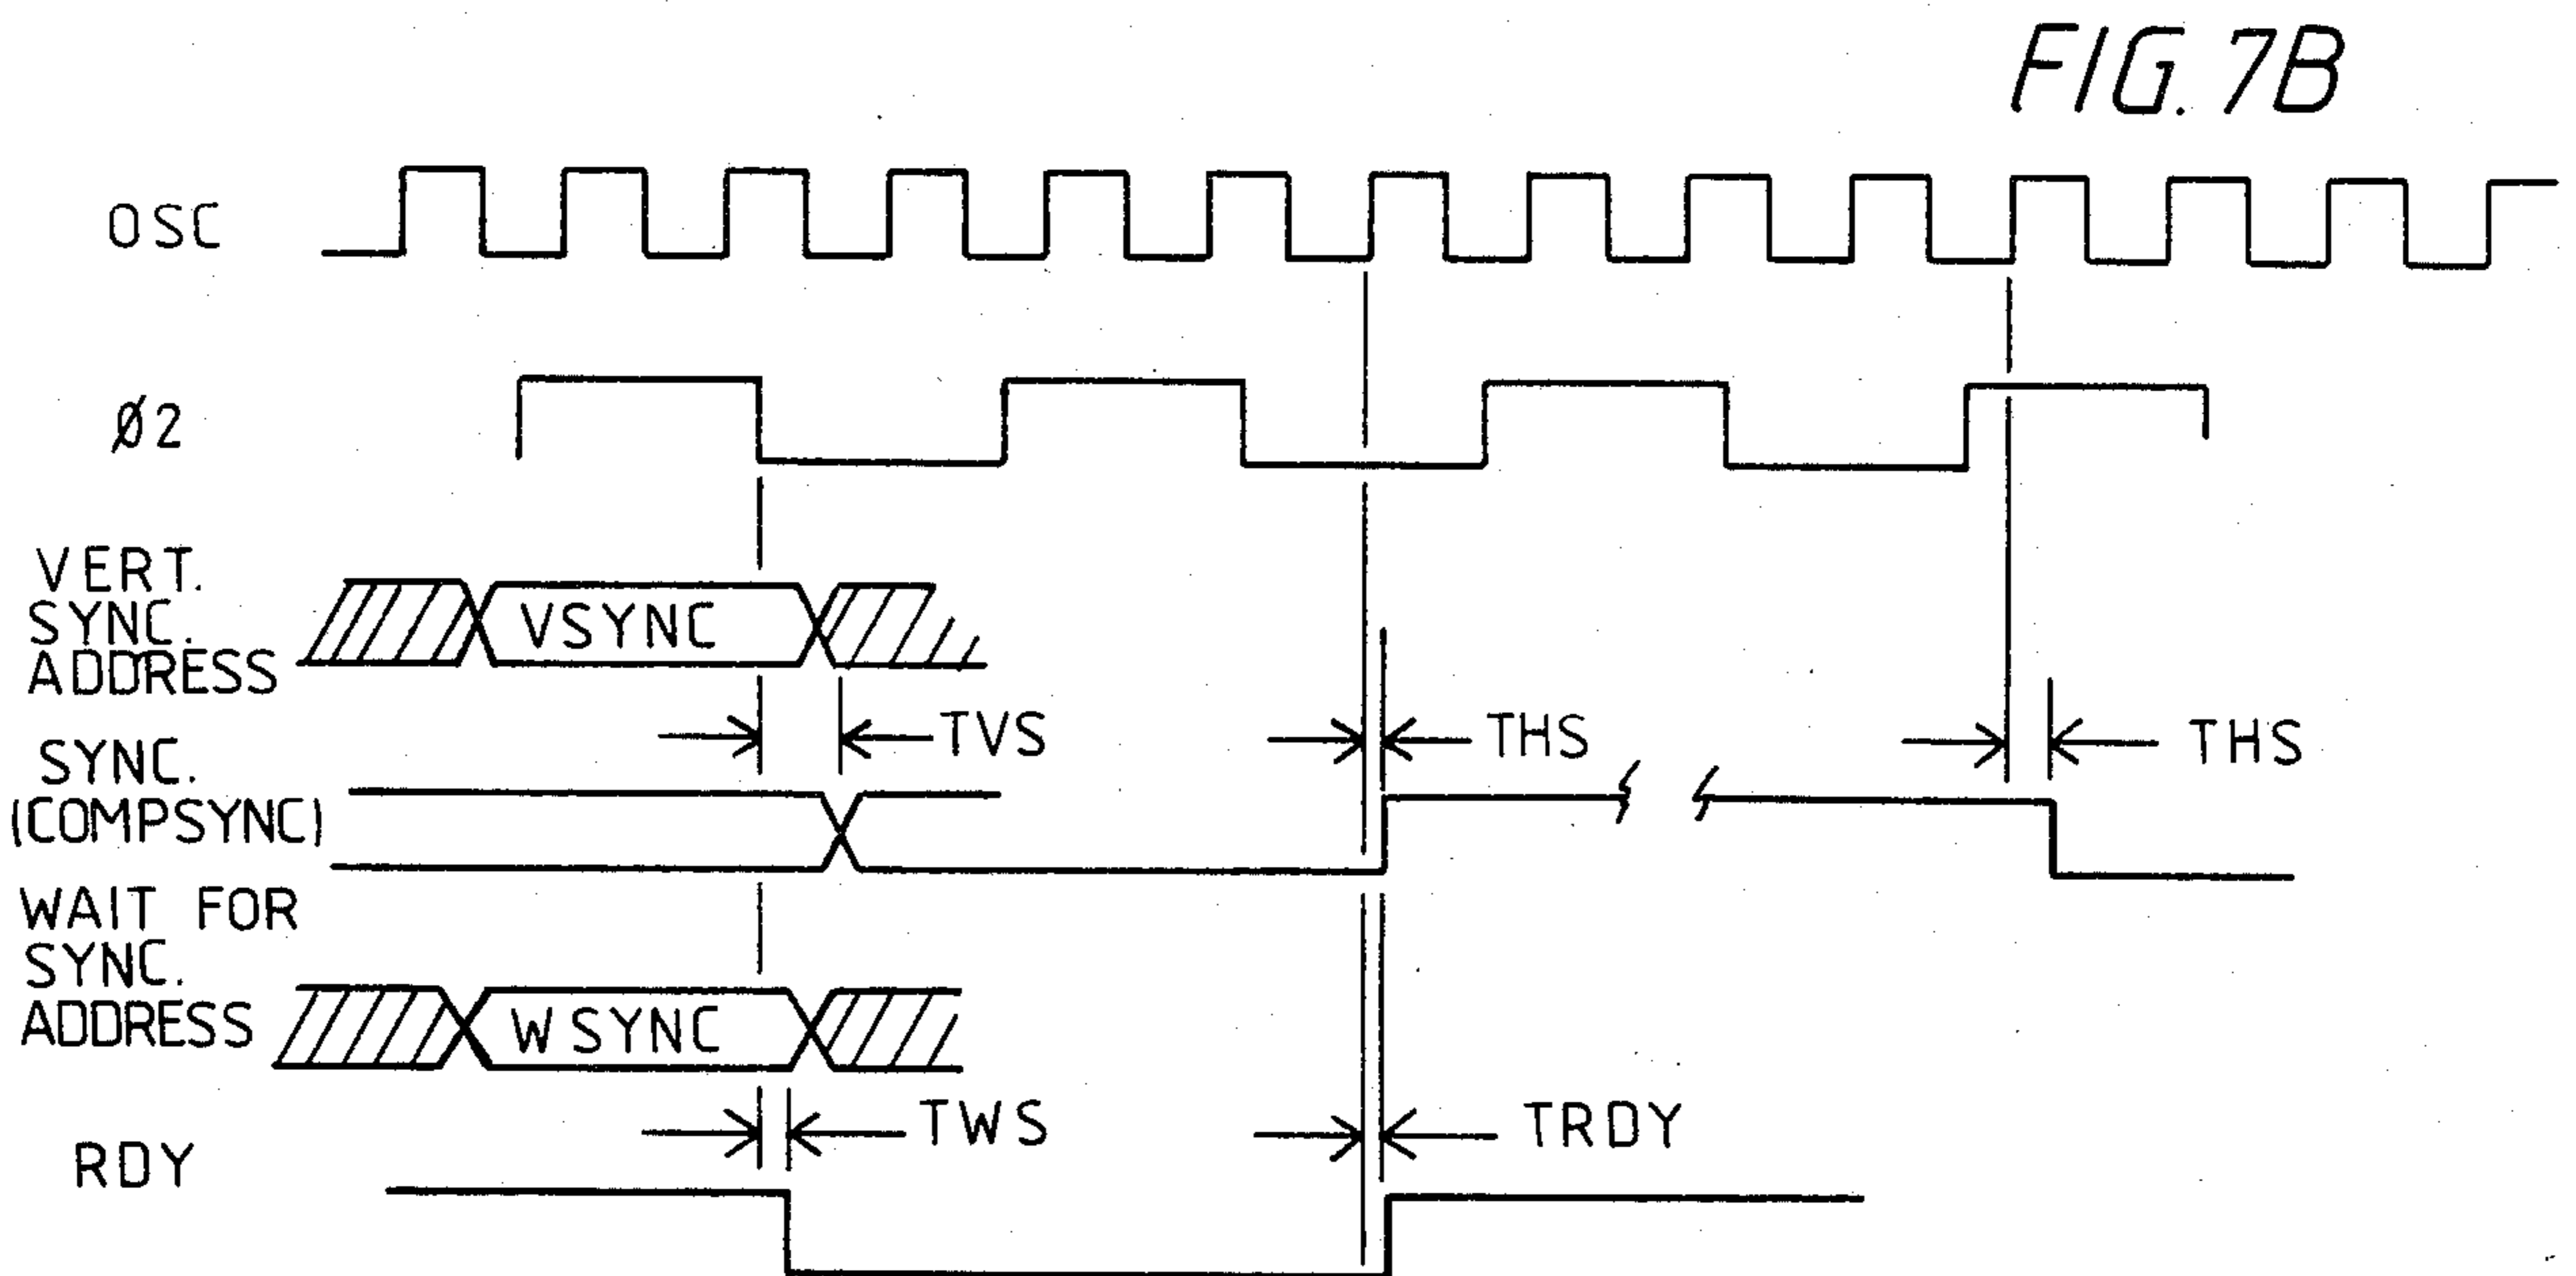 FIG. 7B
OSC
Ø2
VERT.
SYNC.
ADDRESS
VSYNC
TVS
THS
THS
SYNC.
(COMPSYNC)
WAIT FOR
SYNC.
ADDRESS
WSYNC
TWS
TRDY
RDY